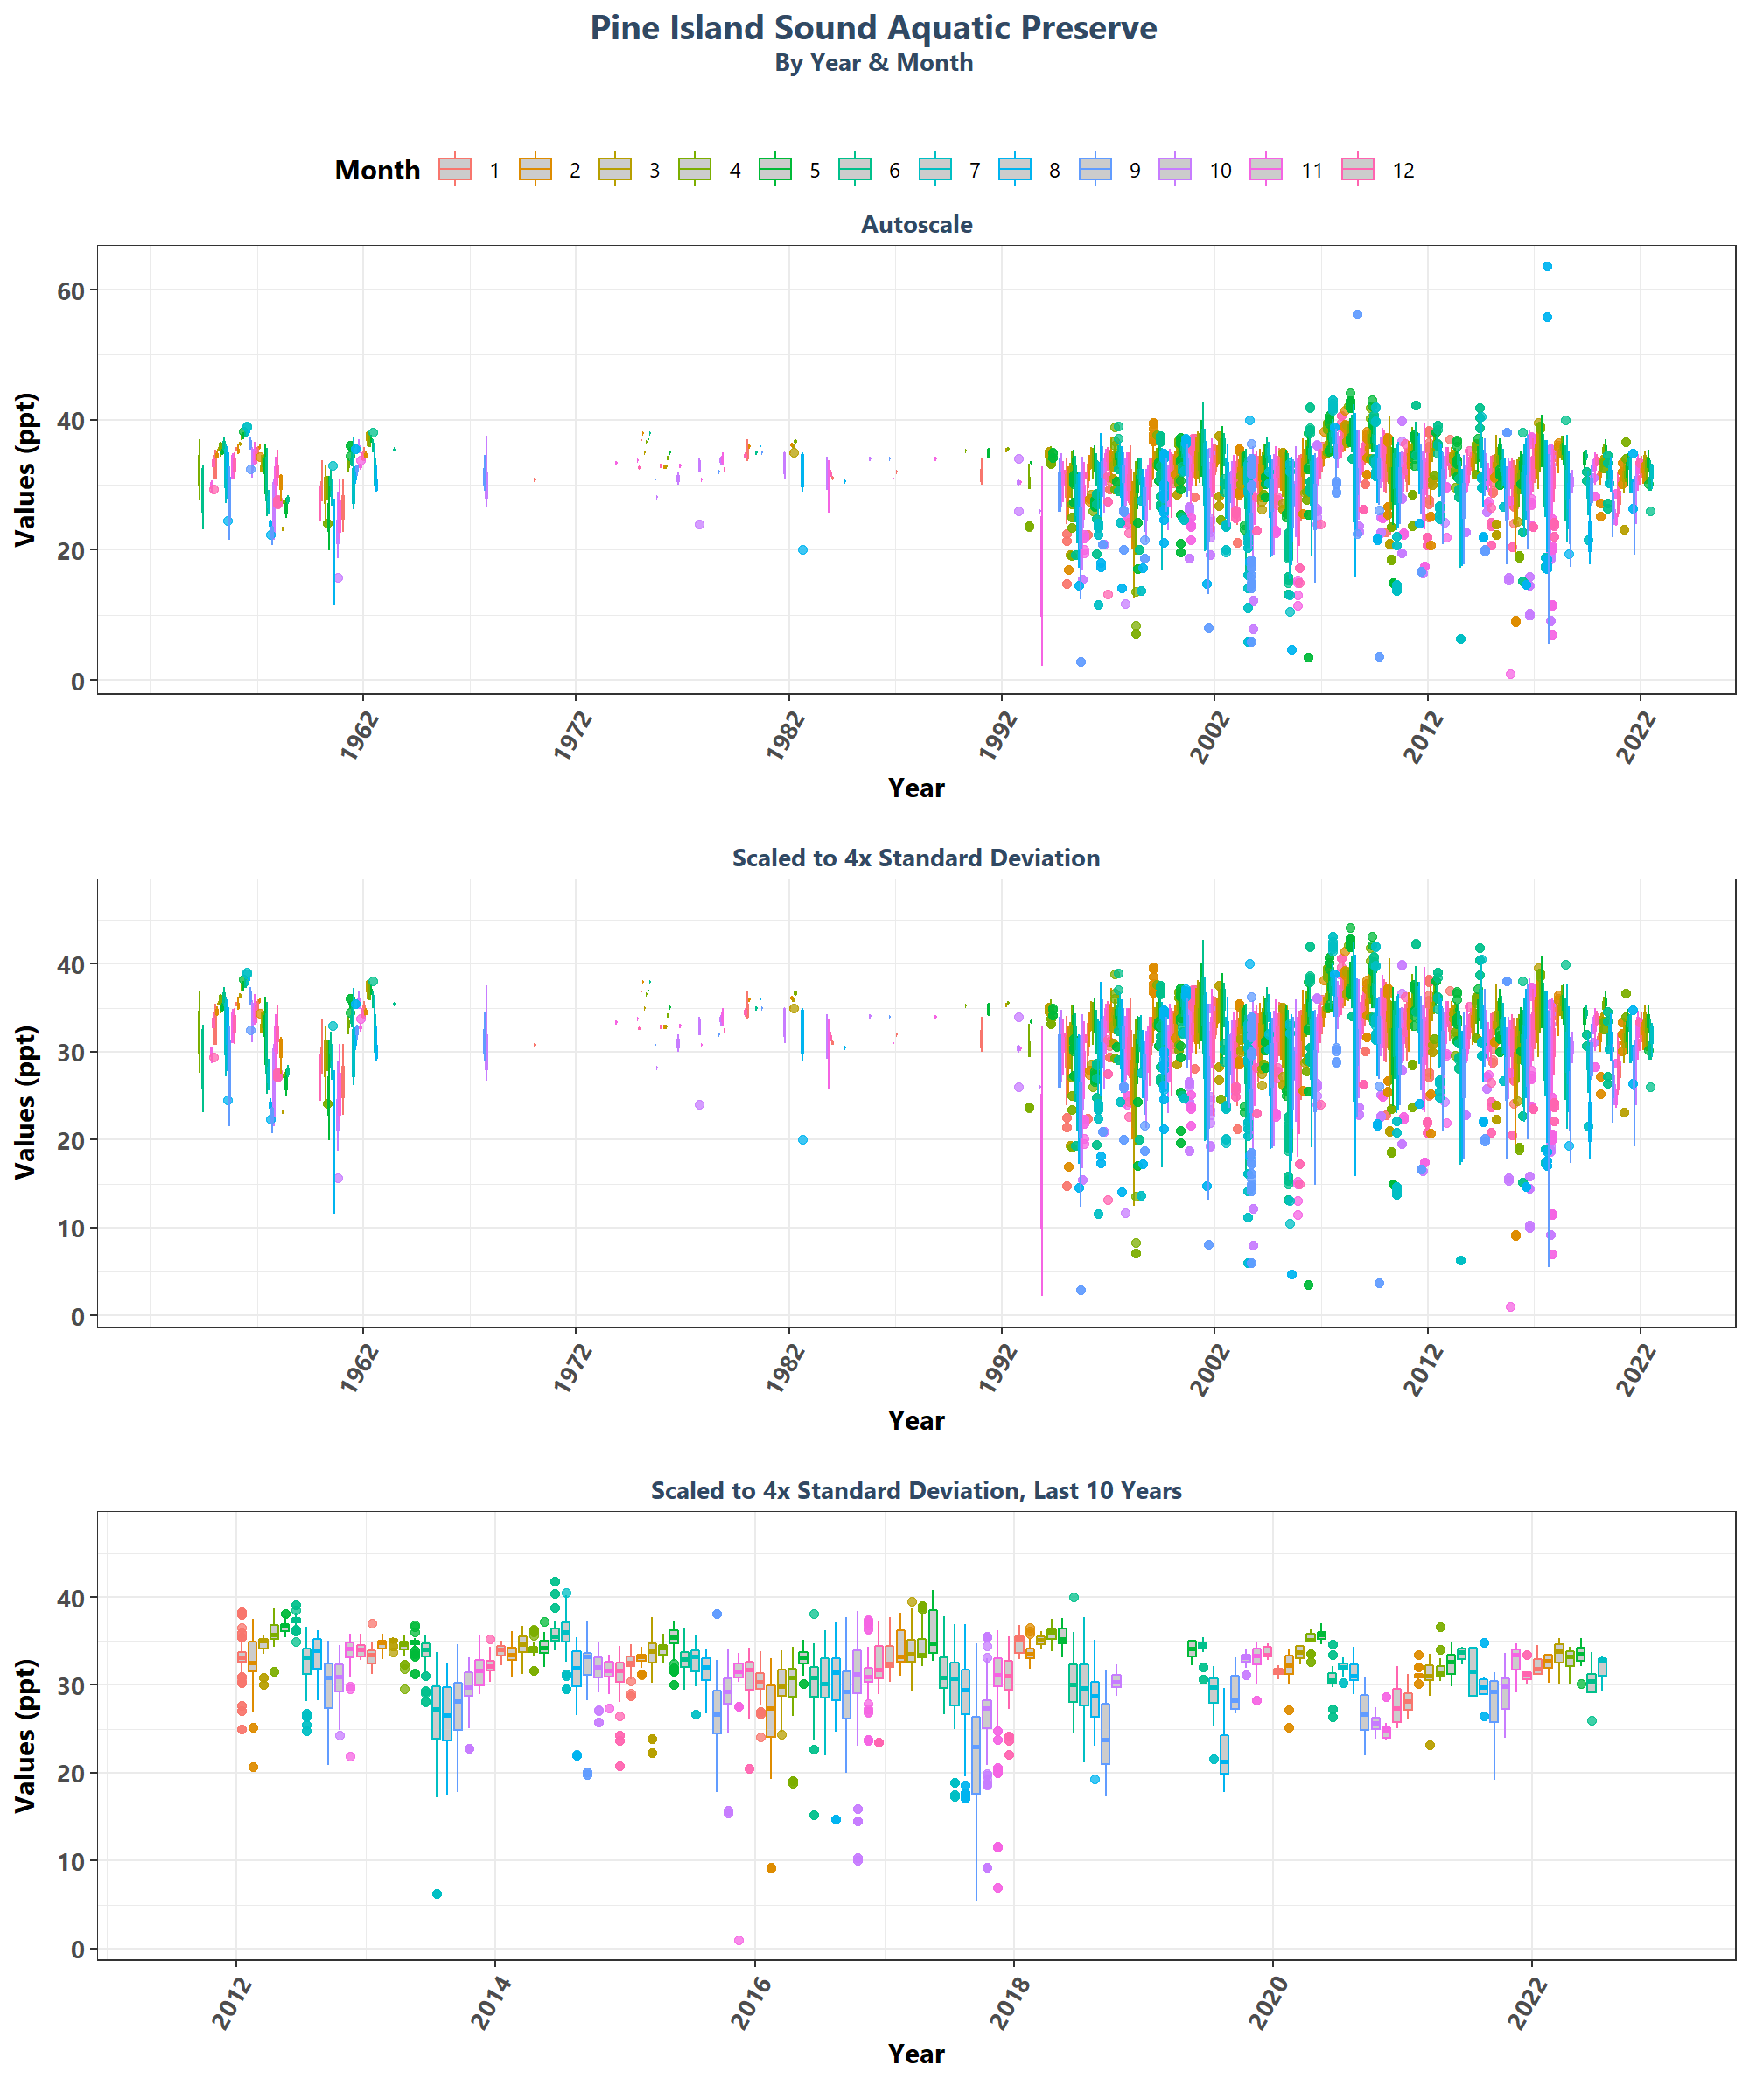 Pine Island Sound Aquatic Preserve
By Year & Month
Month 1 2 3 4 5 6 7 8 9 10 11 12
Autoscale
Values (ppt)
60
40
20
0
1962 1972 1982 1992 2002 2012 2022
Year
Scaled to 4x Standard Deviation
Values (ppt)
40
30
20
10
0
1962 1972 1982 1992 2002 2012 2022
Year
Scaled to 4x Standard Deviation, Last 10 Years
Values (ppt)
40
30
20
10
0
2012 2014 2016 2018 2020 2022
Year